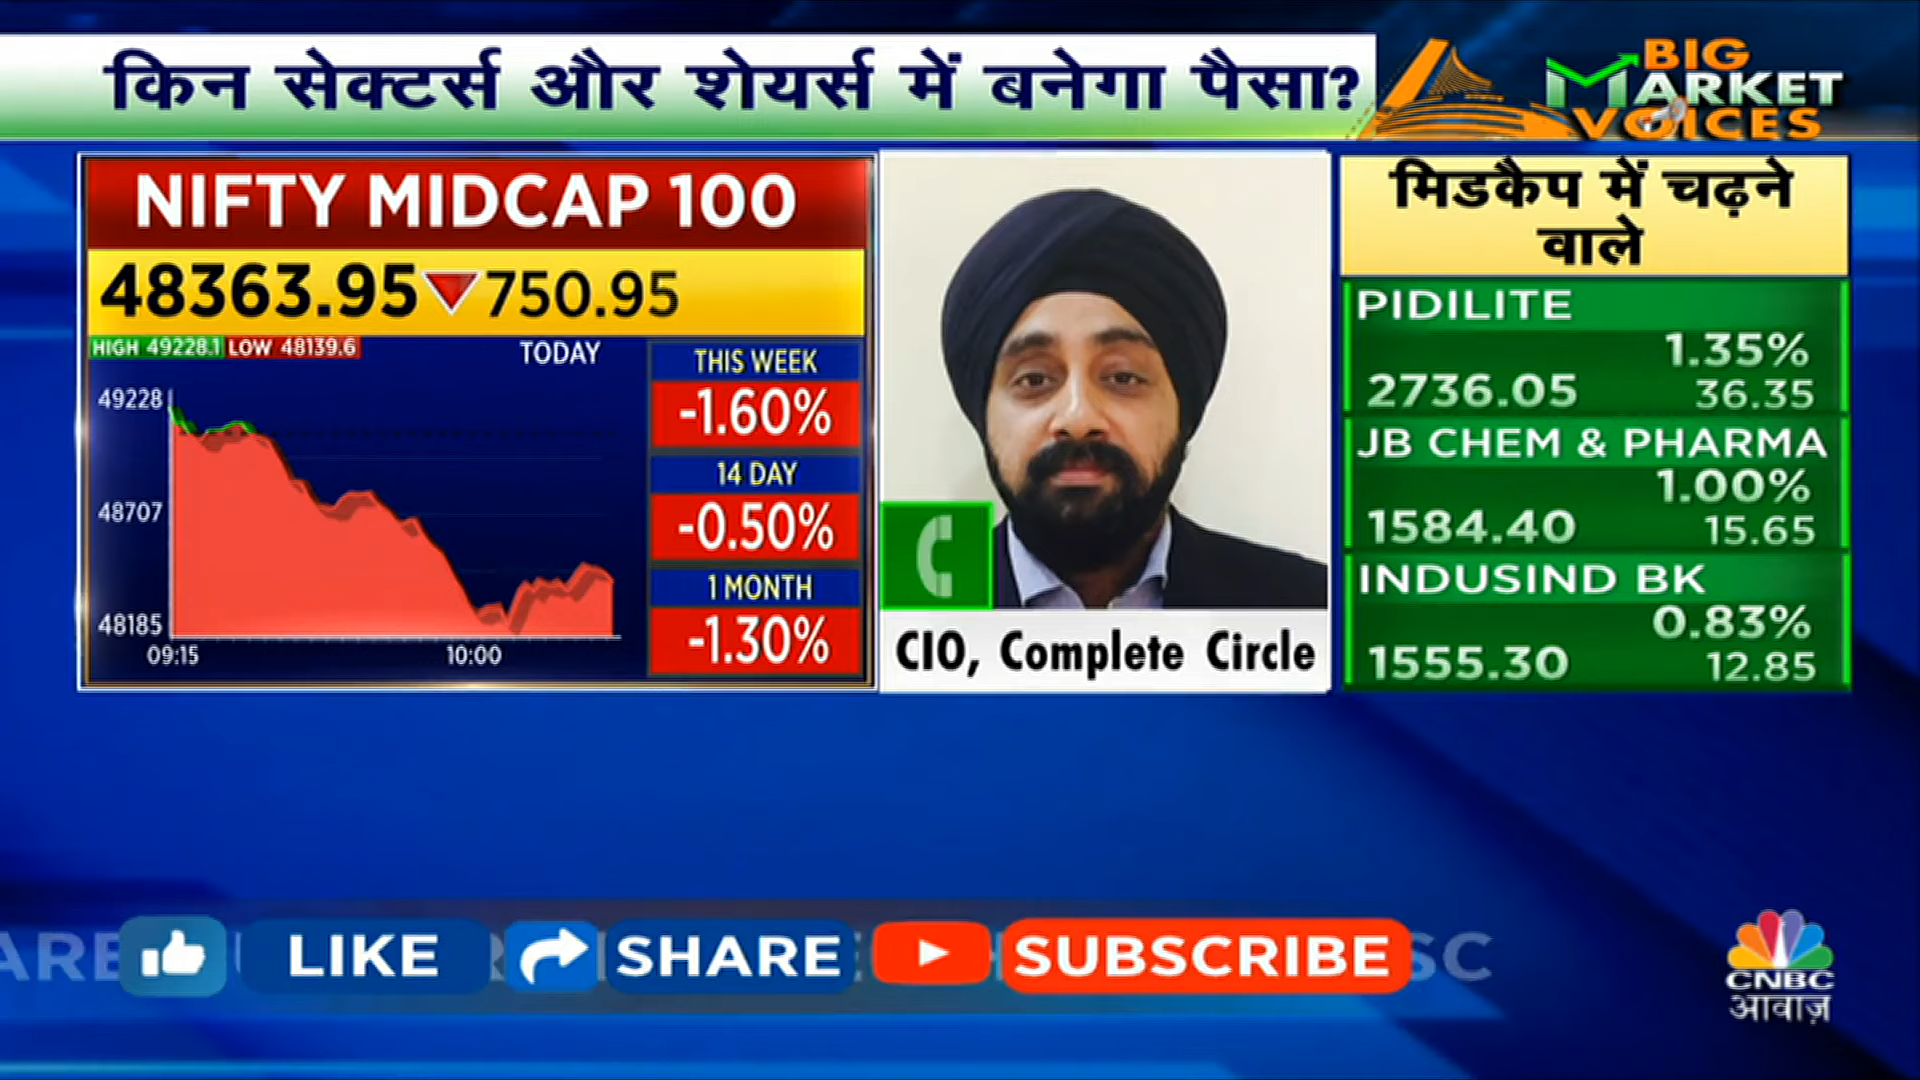 किन सेक्टर्स और शेयर्स में बनेगा पैसा?
BIG
MARKET
VOICES
NIFTY MIDCAP 100
48363.95 750.95
HIGH 49228.1 LOW 48139.6
TODAY
49228
48707
48185
09:15 10:00
THIS WEEK
-1.60%
14 DAY
-0.50%
1 MONTH
-1.30%
CIO, Complete Circle
मिडकैप में चढ़ने
वाले
PIDILITE
1.35%
2736.05 36.35
JB CHEM & PHARMA
1.00%
1584.40 15.65
INDUSIND BK
0.83%
1555.30 12.85
LIKE SHARE SUBSCRIBE
CNBC
आवाज़